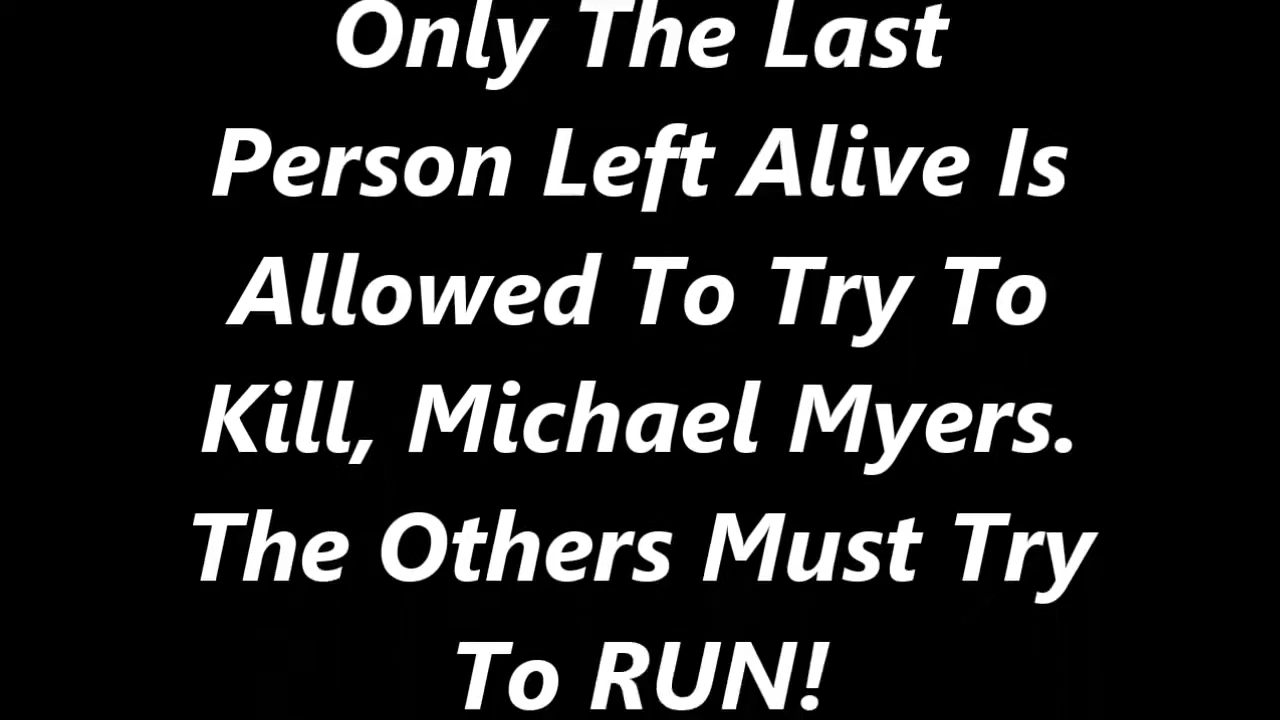 Only The Last
Person Left Alive Is
Allowed To Try To
Kill, Michael Myers.
The Others Must Try
To RUN!